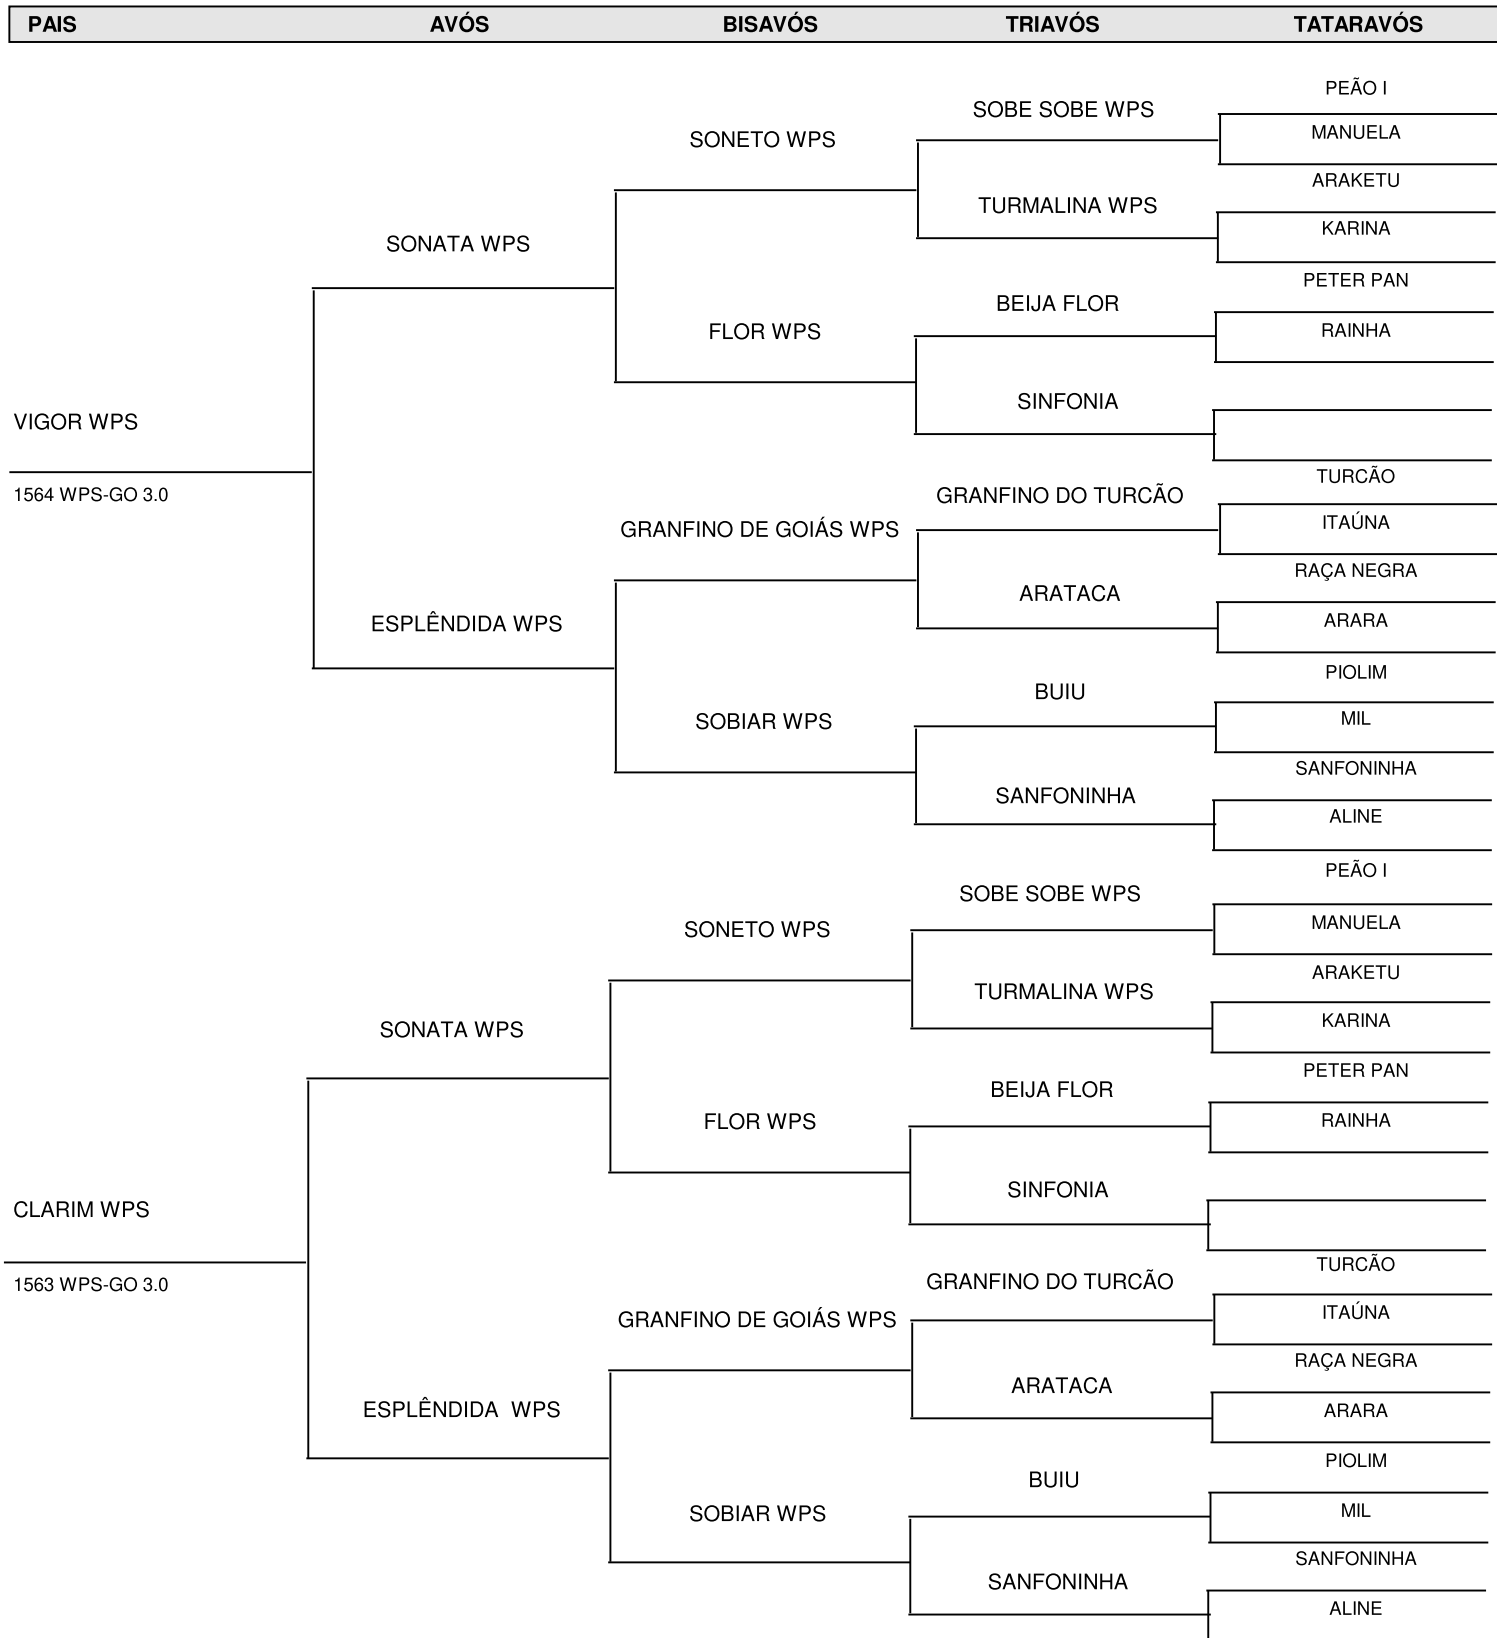 PAIS AVÓS BISAVÓS TRIAVÓS TATARAVÓS
PEÃO I
SOBE SOBE WPS
MANUELA
SONETO WPS
ARAKETU
TURMALINA WPS
KARINA
SONATA WPS
PETER PAN
BEIJA FLOR
RAINHA
FLOR WPS
SINFONIA
VIGOR WPS
TURCÃO
1564 WPS-GO 3.0
GRANFINO DO TURCÃO
ITAÚNA
GRANFINO DE GOIÁS WPS
RAÇA NEGRA
ARATACA
ARARA
ESPLÊNDIDA WPS
PIOLIM
BUIU
MIL
SOBIAR WPS
SANFONINHA
SANFONINHA
ALINE
PEÃO I
SOBE SOBE WPS
MANUELA
SONETO WPS
ARAKETU
TURMALINA WPS
KARINA
SONATA WPS
PETER PAN
BEIJA FLOR
RAINHA
FLOR WPS
SINFONIA
CLARIM WPS
TURCÃO
1563 WPS-GO 3.0
GRANFINO DO TURCÃO
ITAÚNA
GRANFINO DE GOIÁS WPS
RAÇA NEGRA
ARATACA
ARARA
ESPLÊNDIDA  WPS
PIOLIM
BUIU
MIL
SOBIAR WPS
SANFONINHA
SANFONINHA
ALINE